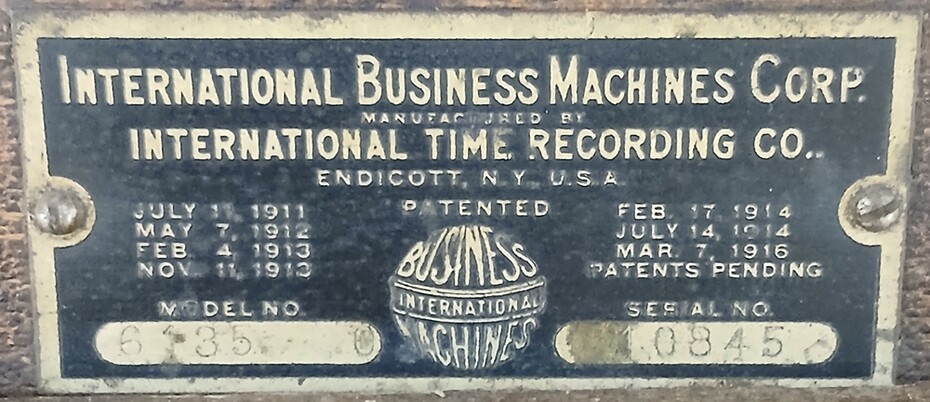 INTERNATIONAL BUSINESS MACHINES CORP.
MANUFACTURED BY
INTERNATIONAL TIME RECORDING CO.
ENDICOTT, N.Y. U.S.A.
PATENTED
JULY 11, 1911
MAY 7, 1912
FEB. 4, 1913
NOV. 11, 1913
FEB. 17, 1914
JULY 14, 1914
MAR. 7, 1916
PATENTS PENDING
BUSINESS
INTERNATIONAL
MACHINES
MODEL NO.
6135 0
SERIAL NO.
10845